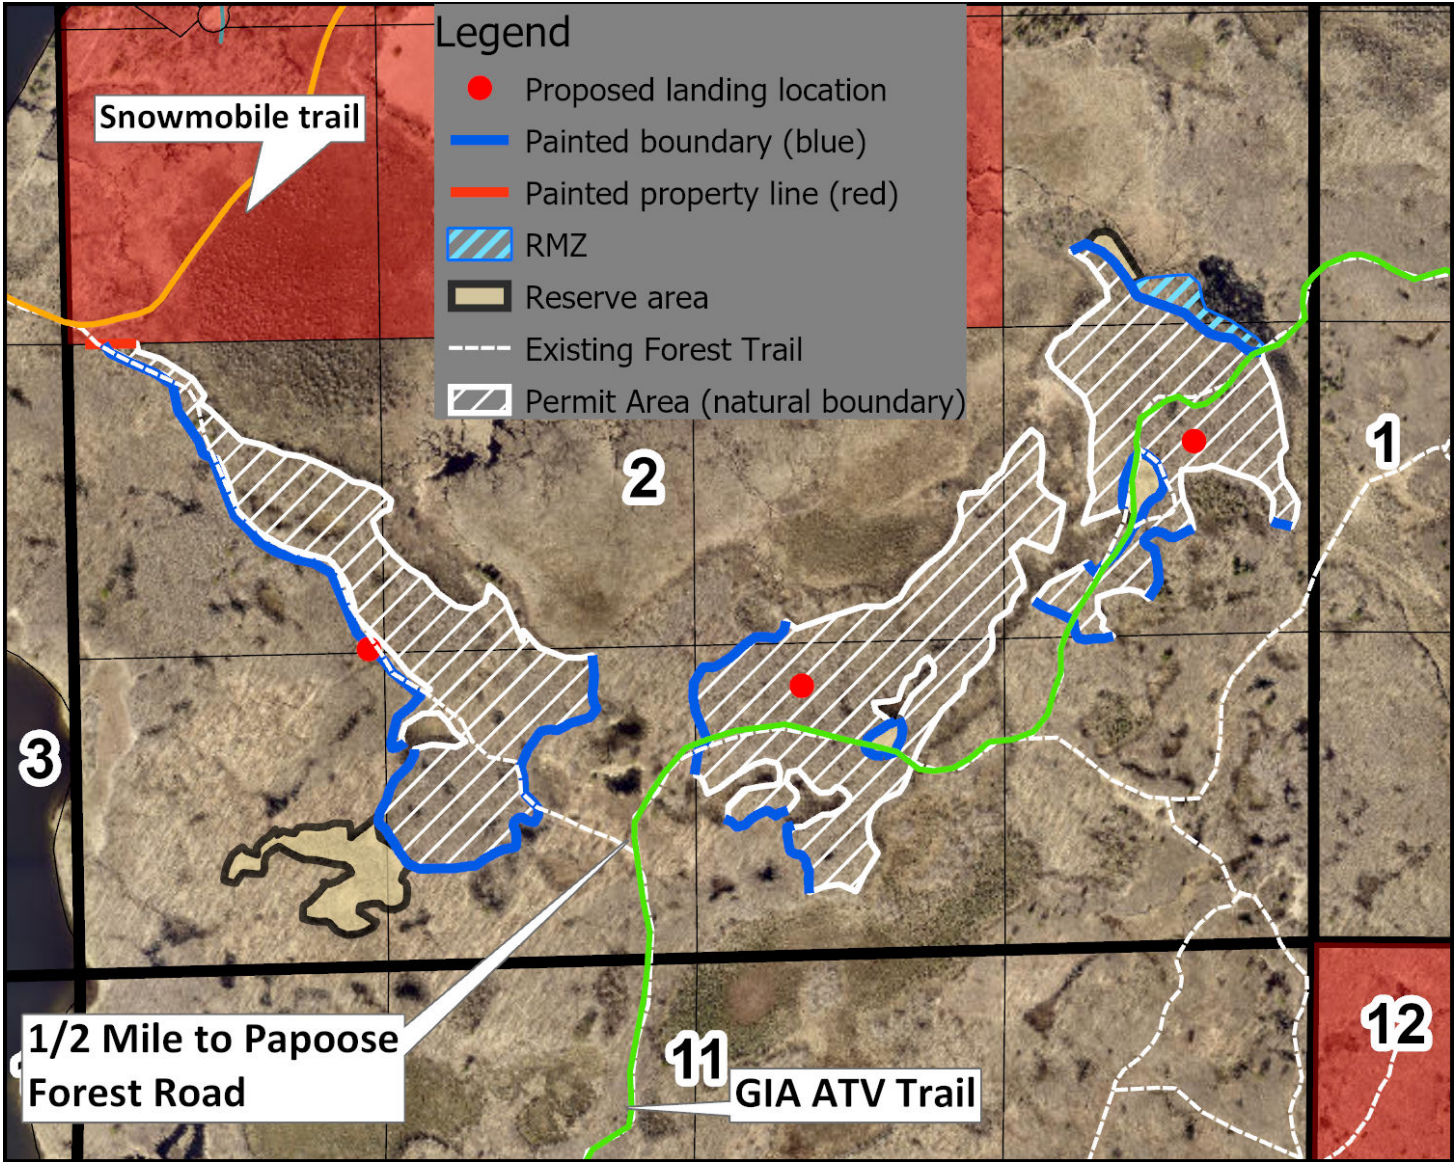 Legend
Proposed landing location
Painted boundary (blue)
Painted property line (red)
RMZ
Reserve area
Existing Forest Trail
Permit Area (natural boundary)
Snowmobile trail
2
1
3
1/2 Mile to Papoose
Forest Road
11
GIA ATV Trail
12